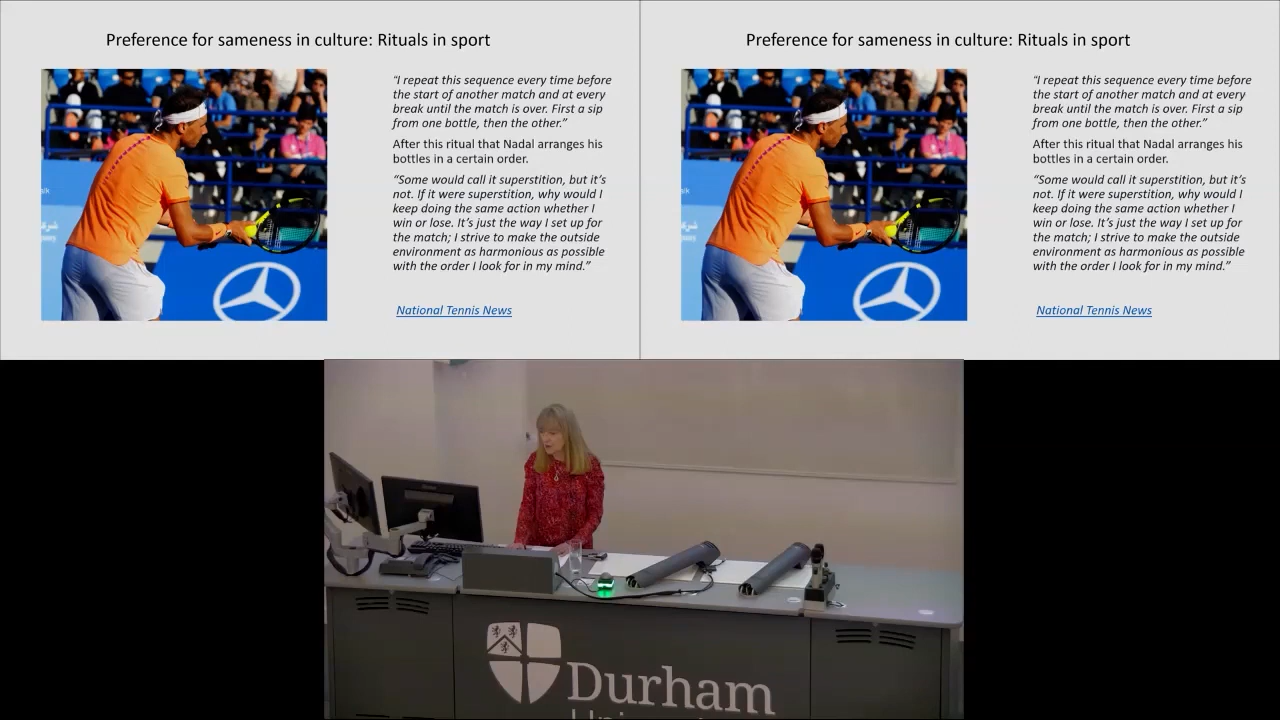 Preference for sameness in culture: Rituals in sport
“I repeat this sequence every time before
the start of another match and at every
break until the match is over. First a sip
from one bottle, then the other.”
After this ritual that Nadal arranges his
bottles in a certain order.
“Some would call it superstition, but it’s
not. If it were superstition, why would I
keep doing the same action whether I
win or lose. It’s just the way I set up for
the match; I strive to make the outside
environment as harmonious as possible
with the order I look for in my mind.”
National Tennis News
Preference for sameness in culture: Rituals in sport
“I repeat this sequence every time before
the start of another match and at every
break until the match is over. First a sip
from one bottle, then the other.”
After this ritual that Nadal arranges his
bottles in a certain order.
“Some would call it superstition, but it’s
not. If it were superstition, why would I
keep doing the same action whether I
win or lose. It’s just the way I set up for
the match; I strive to make the outside
environment as harmonious as possible
with the order I look for in my mind.”
National Tennis News
Durham